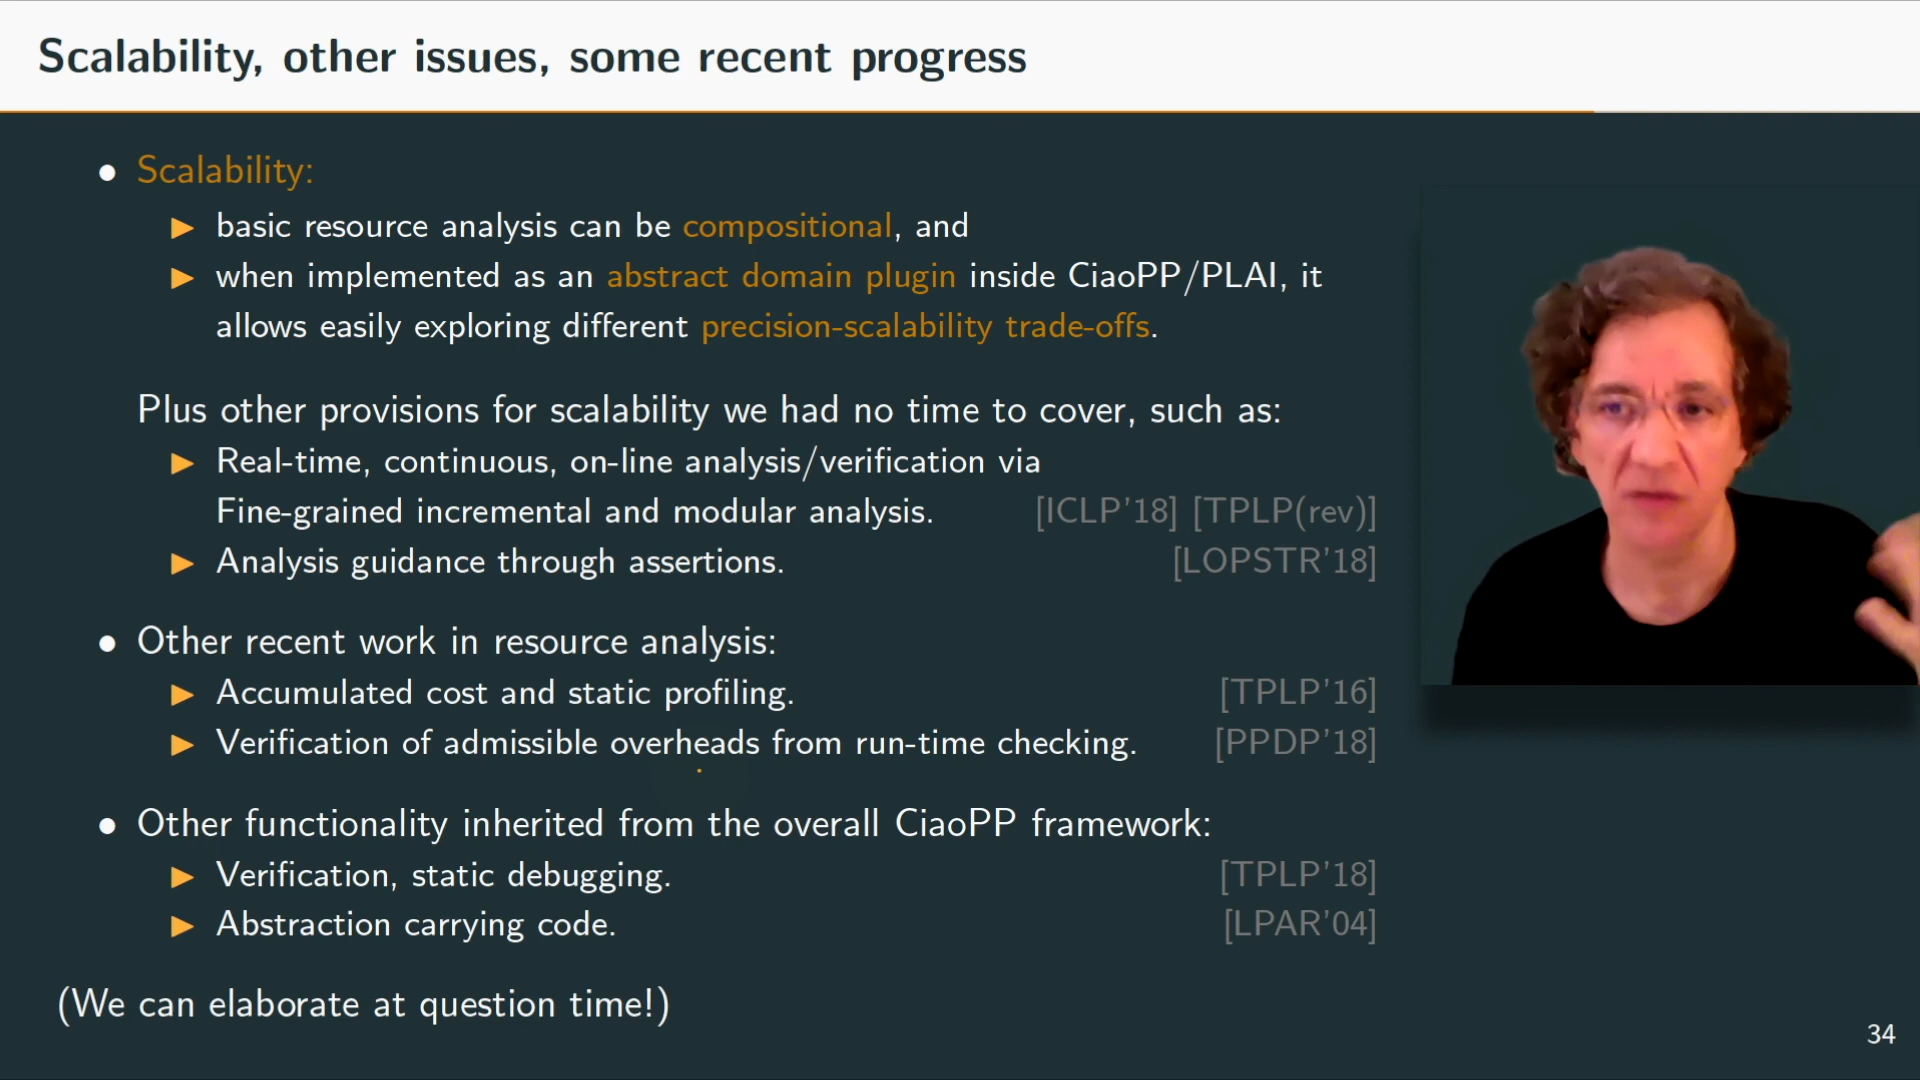 Scalability, other issues, some recent progress
● Scalability:
▶ basic resource analysis can be compositional, and
▶ when implemented as an abstract domain plugin inside CiaoPP/PLAI, it
allows easily exploring different precision-scalability trade-offs.
Plus other provisions for scalability we had no time to cover, such as:
▶ Real-time, continuous, on-line analysis/verification via
Fine-grained incremental and modular analysis. [ICLP'18] [TPLP(rev)]
▶ Analysis guidance through assertions. [LOPSTR'18]
● Other recent work in resource analysis:
▶ Accumulated cost and static profiling. [TPLP'16]
▶ Verification of admissible overheads from run-time checking. [PPDP'18]
● Other functionality inherited from the overall CiaoPP framework:
▶ Verification, static debugging. [TPLP'18]
▶ Abstraction carrying code. [LPAR'04]
(We can elaborate at question time!)
34